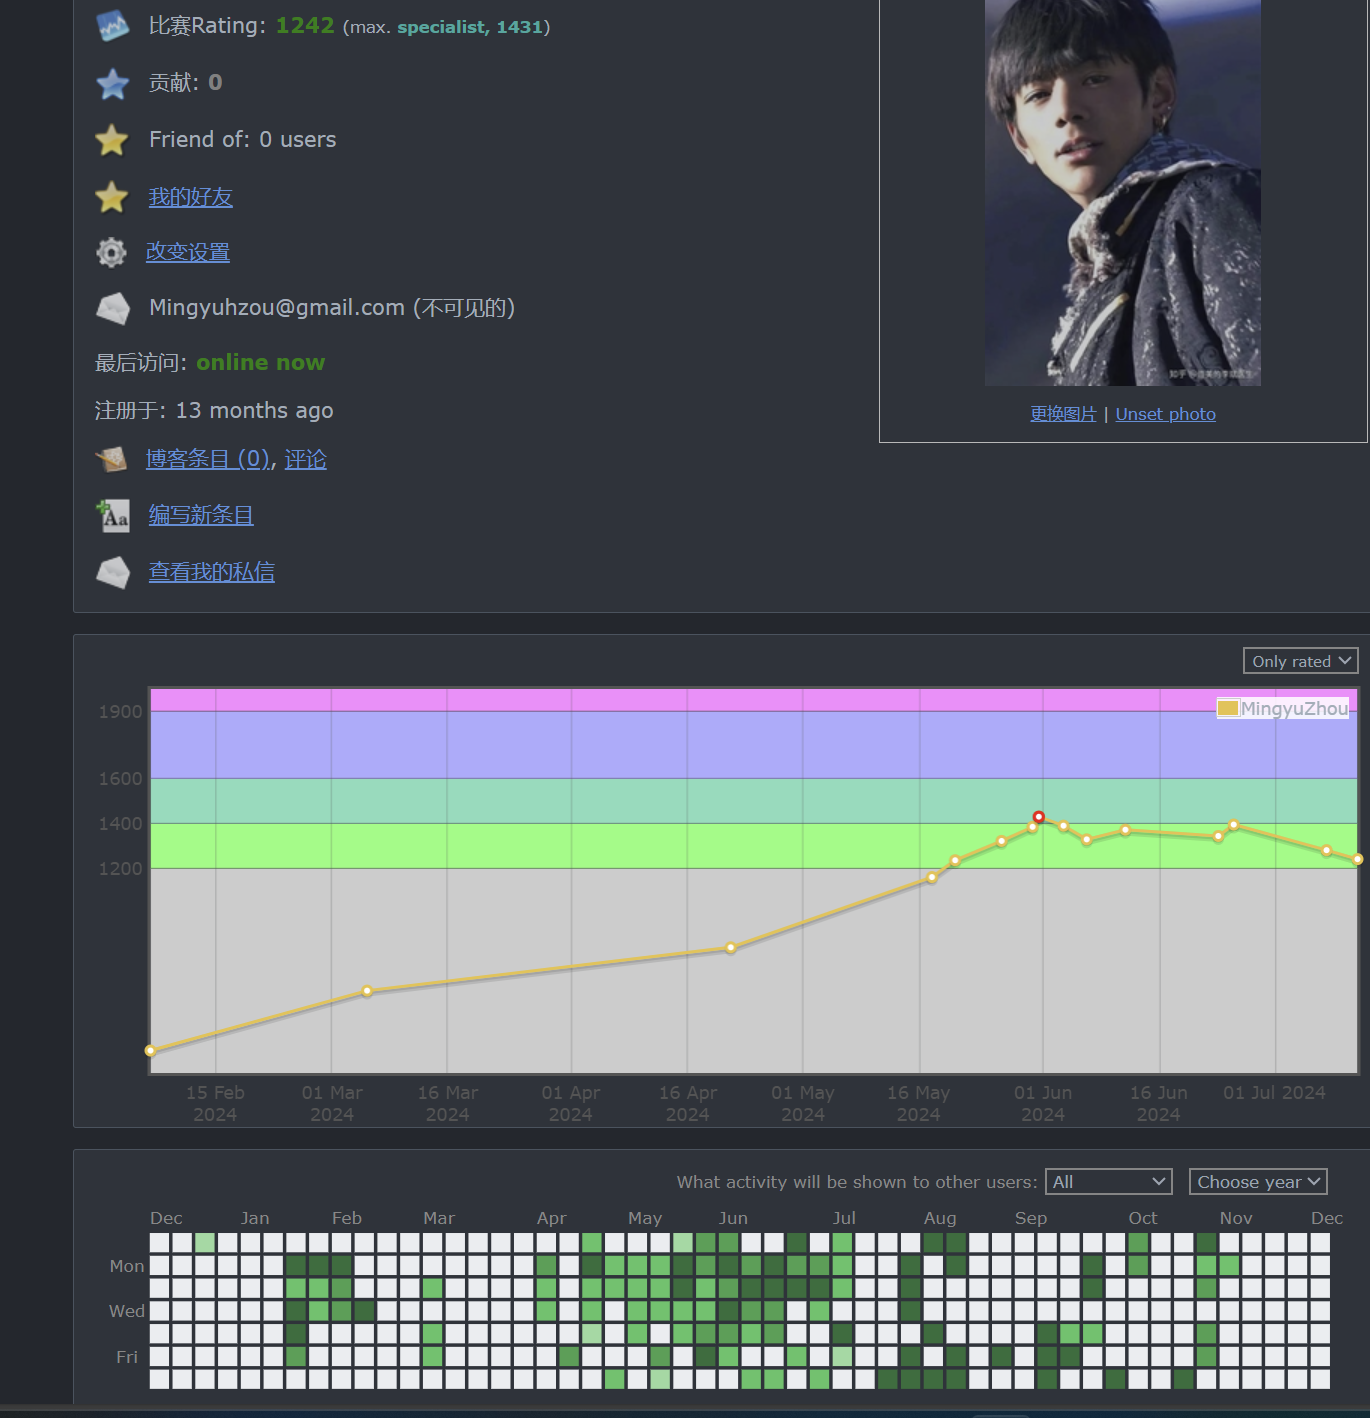 比赛Rating: 1242 (max. specialist, 1431)
贡献: 0
Friend of: 0 users
我的好友
改变设置
Mingyuhzou@gmail.com (不可见的)
最后访问: online now
注册于: 13 months ago
博客条目 (0), 评论
Aa
编写新条目
查看我的私信
更换图片 | Unset photo
Only rated
MingyuZhou
1900
1600
1400
1200
15 Feb 2024
01 Mar 2024
16 Mar 2024
01 Apr 2024
16 Apr 2024
01 May 2024
16 May 2024
01 Jun 2024
16 Jun 2024
01 Jul 2024
What activity will be shown to other users: All Choose year
Dec Jan Feb Mar Apr May Jun Jul Aug Sep Oct Nov Dec
Mon
Wed
Fri